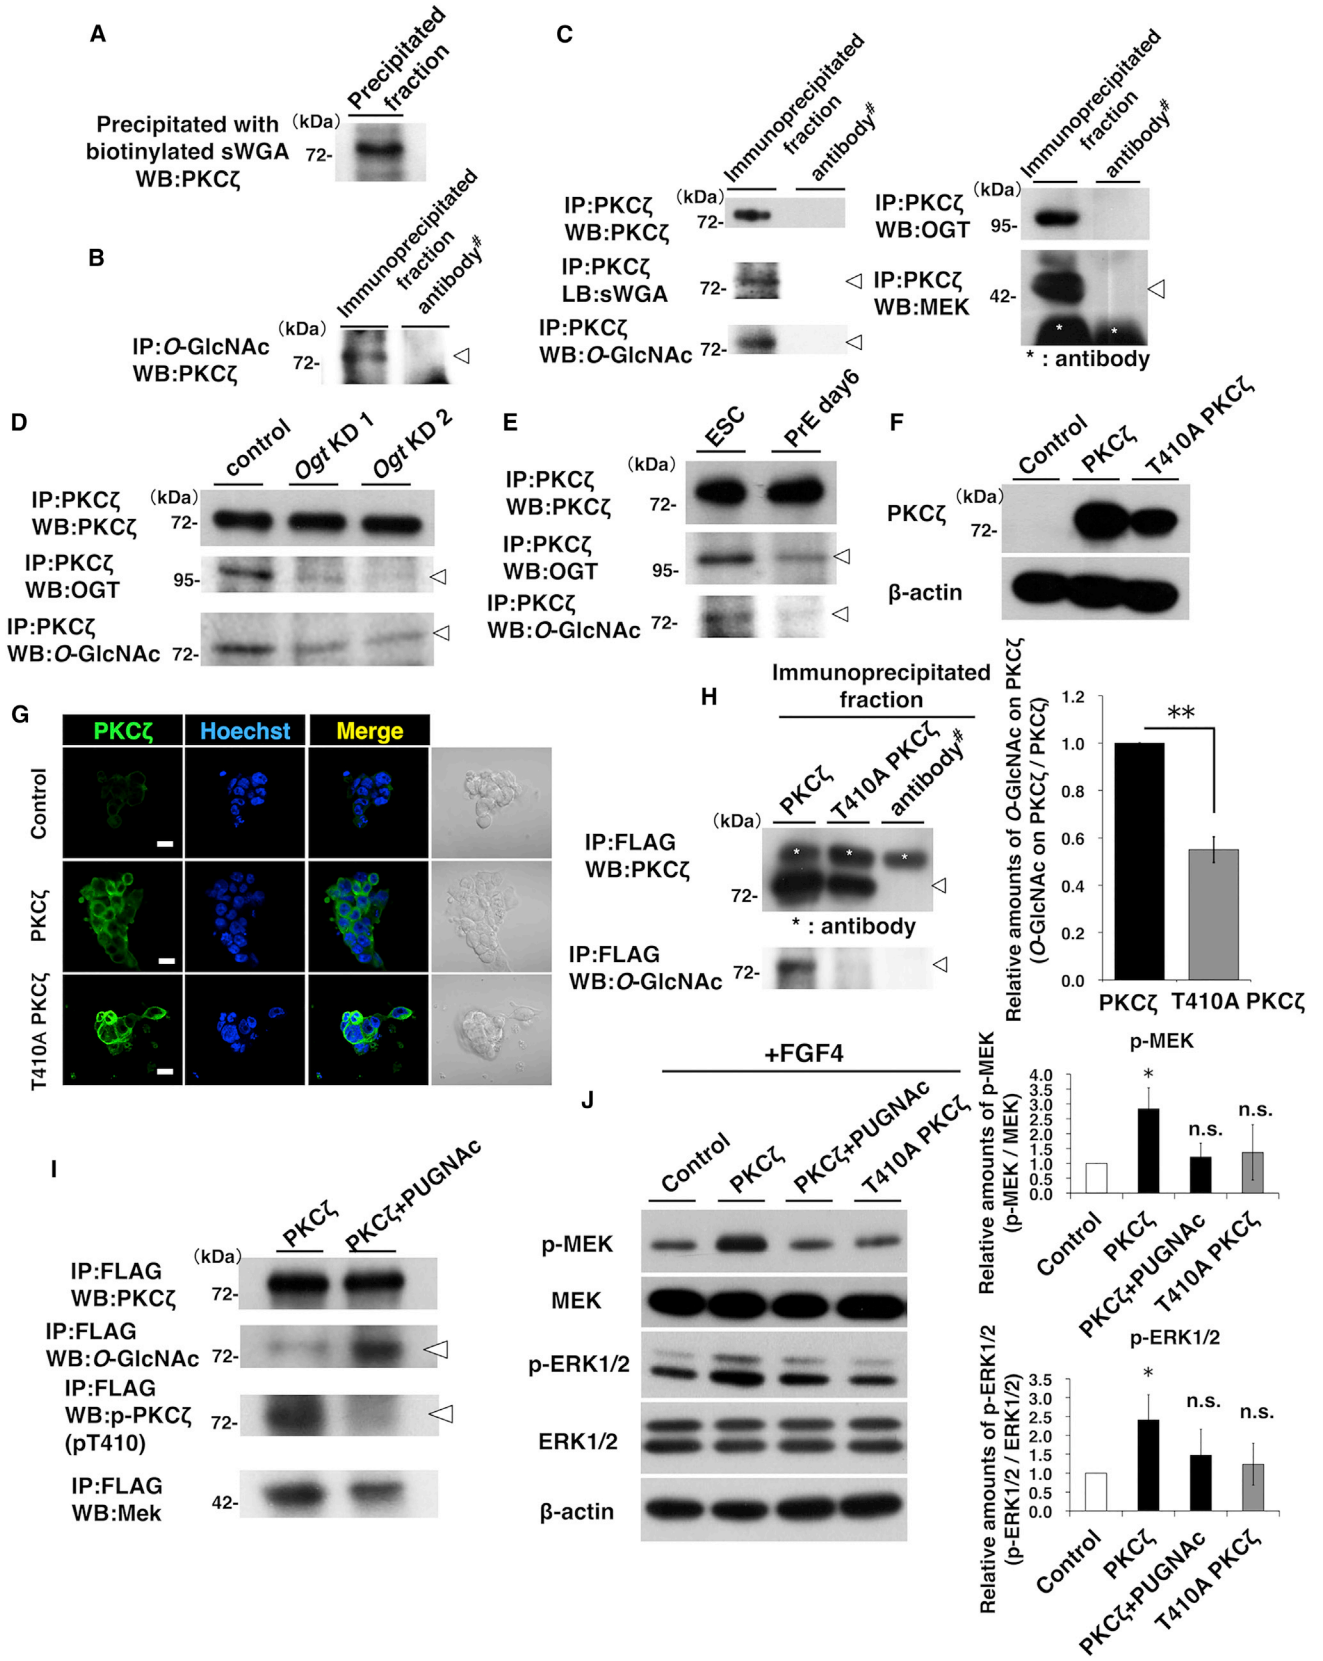 A
Precipitated
fraction
Precipitated with
biotinylated sWGA
WB:PKCζ
(kDa)
72-
B
Immunoprecipitated
fraction
antibody#
(kDa)
IP:O-GlcNAc
WB:PKCζ
72-
C
Immunoprecipitated
fraction
antibody#
(kDa)
IP:PKCζ
WB:PKCζ
72-
IP:PKCζ
LB:sWGA
72-
IP:PKCζ
WB:O-GlcNAc
72-
Immunoprecipitated
fraction
antibody#
(kDa)
IP:PKCζ
WB:OGT
95-
IP:PKCζ
WB:MEK
42-
* *
* : antibody
D
control
Ogt KD 1
Ogt KD 2
(kDa)
IP:PKCζ
WB:PKCζ
72-
IP:PKCζ
WB:OGT
95-
IP:PKCζ
WB:O-GlcNAc
72-
E
ESC
PrE day6
(kDa)
IP:PKCζ
WB:PKCζ
72-
IP:PKCζ
WB:OGT
95-
IP:PKCζ
WB:O-GlcNAc
72-
F
Control
PKCζ
T410A PKCζ
(kDa)
PKCζ
72-
β-actin
G
PKCζ
Hoechst
Merge
Control
PKCζ
T410A PKCζ
H
Immunoprecipitated
fraction
PKCζ
T410A PKCζ
antibody#
(kDa)
IP:FLAG
WB:PKCζ
* * *
72-
* : antibody
IP:FLAG
WB:O-GlcNAc
72-
Relative amounts of O-GlcNAc on PKCζ
(O-GlcNAc on PKCζ / PKCζ)
1.2
1.0
0.8
0.6
0.4
0.2
0.0
**
PKCζ
T410A PKCζ
I
PKCζ
PKCζ+PUGNAc
(kDa)
IP:FLAG
WB:PKCζ
72-
IP:FLAG
WB:O-GlcNAc
72-
IP:FLAG
WB:p-PKCζ
(pT410)
72-
IP:FLAG
WB:Mek
42-
J
+FGF4
Control
PKCζ
PKCζ+PUGNAc
T410A PKCζ
p-MEK
MEK
p-ERK1/2
ERK1/2
β-actin
p-MEK
Relative amounts of p-MEK
(p-MEK / MEK)
4.0
3.5
3.0
2.5
2.0
1.5
1.0
0.5
0.0
*
n.s.
n.s.
Control
PKCζ
PKCζ+PUGNAc
T410A PKCζ
p-ERK1/2
Relative amounts of p-ERK1/2
(p-ERK1/2 / ERK1/2)
3.5
3.0
2.5
2.0
1.5
1.0
0.5
0.0
*
n.s.
n.s.
Control
PKCζ
PKCζ+PUGNAc
T410A PKCζ